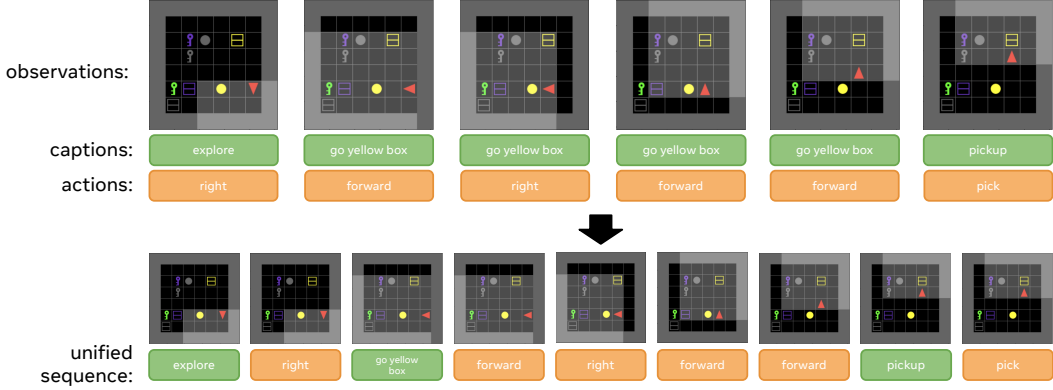 observations:
captions:
explore
go yellow box
go yellow box
go yellow box
go yellow box
pickup
actions:
right
forward
right
forward
forward
pick
unified
sequence:
explore
right
go yellow
box
forward
right
forward
forward
pickup
pick